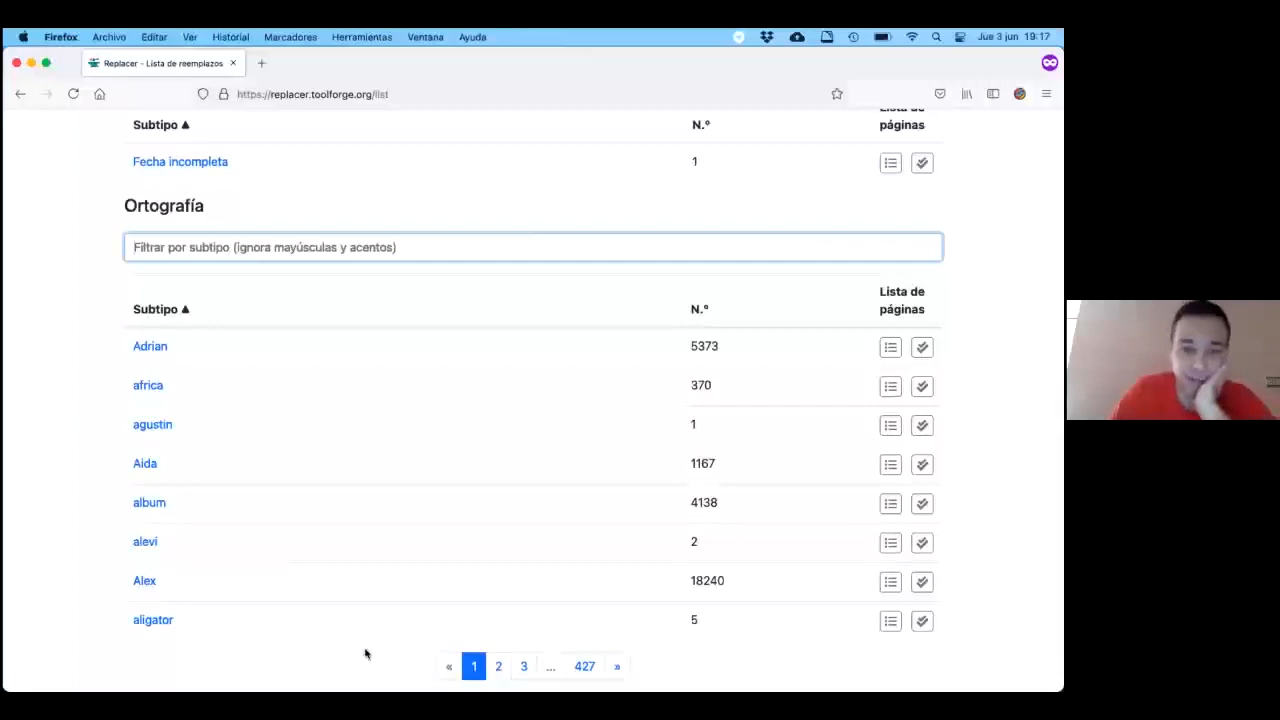 Firefox Archivo Editar Ver Historial Marcadores Herramientas Ventana Ayuda Jue 3 jun 19:17
Replacer - Lista de reemplazos
https://replacer.toolforge.org/list
Subtipo ▲ N.º Lista de
páginas
Fecha incompleta 1
Ortografía
Filtrar por subtipo (ignora mayúsculas y acentos)
Subtipo ▲ N.º Lista de
páginas
Adrian 5373
africa 370
agustin 1
Aida 1167
album 4138
alevi 2
Alex 18240
aligator 5
« 1 2 3 ... 427 »